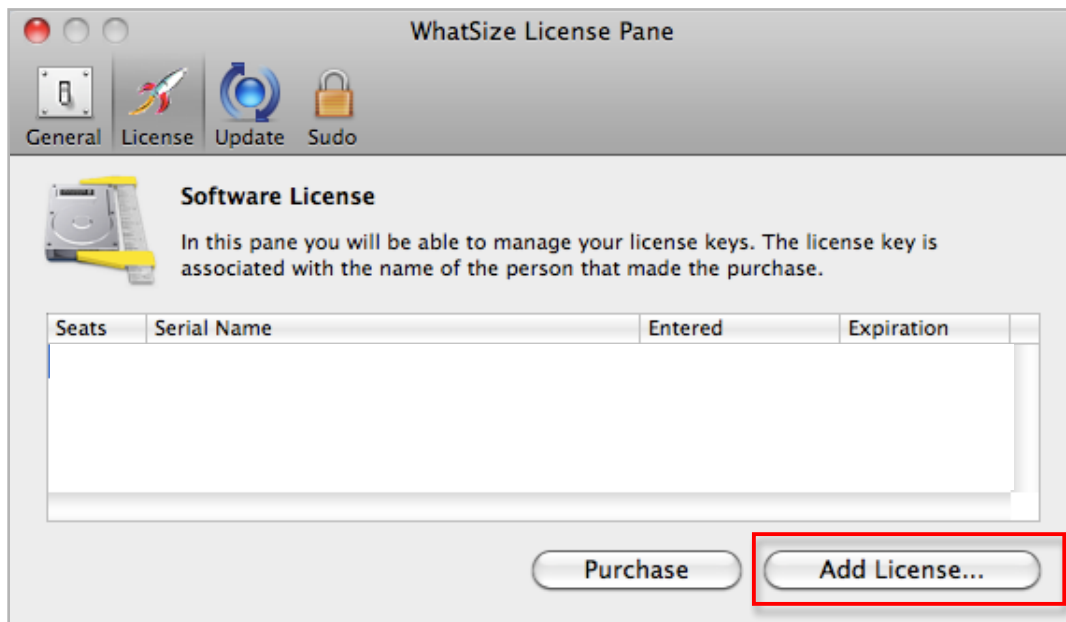 WhatSize License Pane
General License Update Sudo
Software License
In this pane you will be able to manage your license keys. The license key is
associated with the name of the person that made the purchase.
Seats Serial Name Entered Expiration
Purchase Add License...